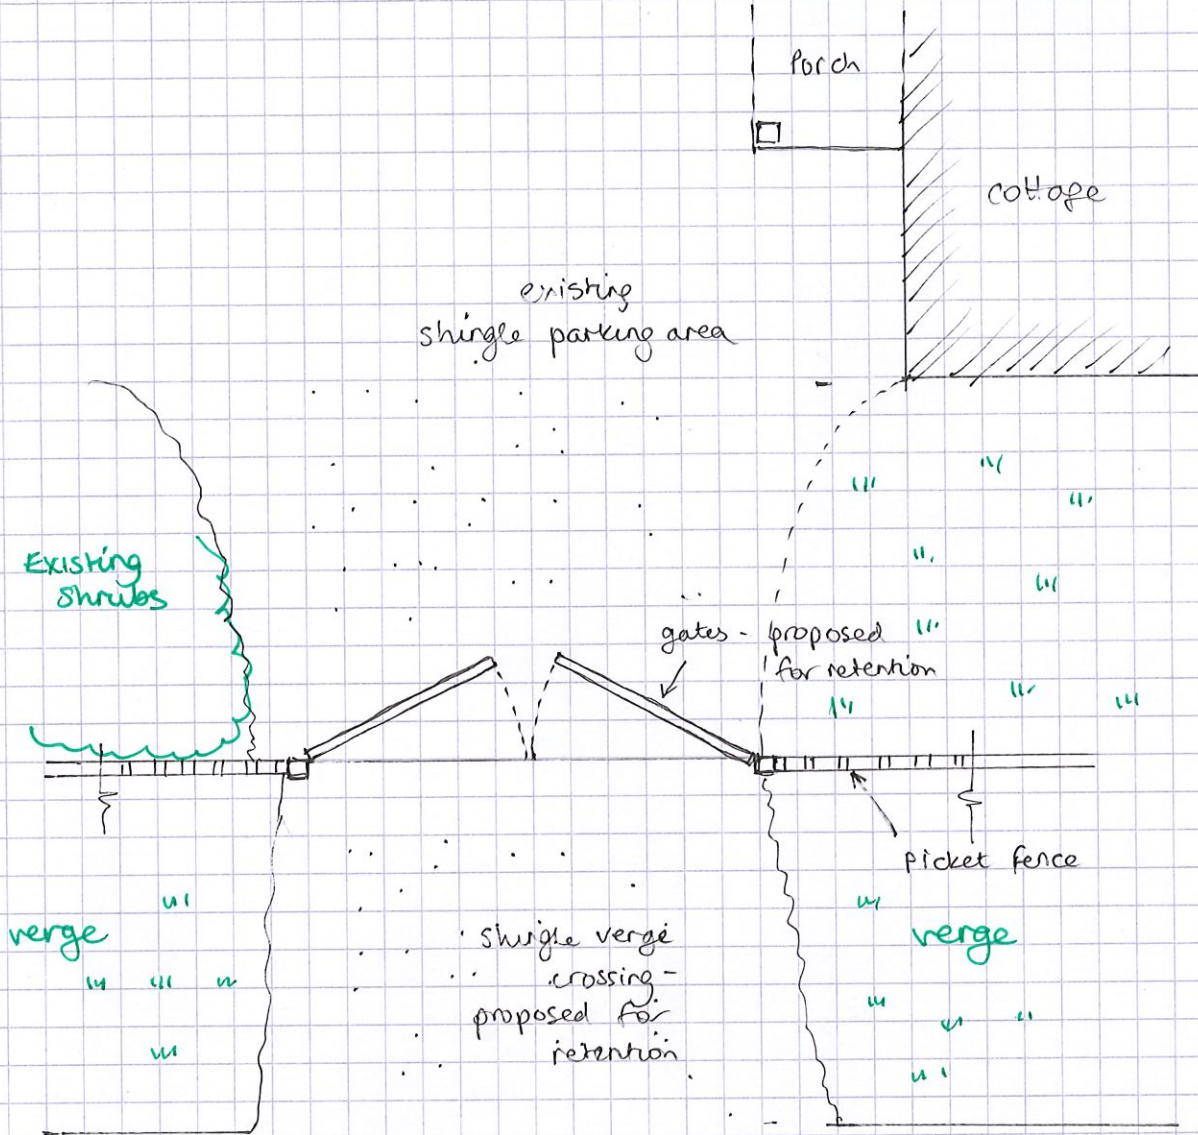 Porch
cottage
existing
shingle parking area
Existing
Shrubs
gates - proposed
for retention
picket fence
verge
shingle verge
crossing -
proposed for
retention
verge